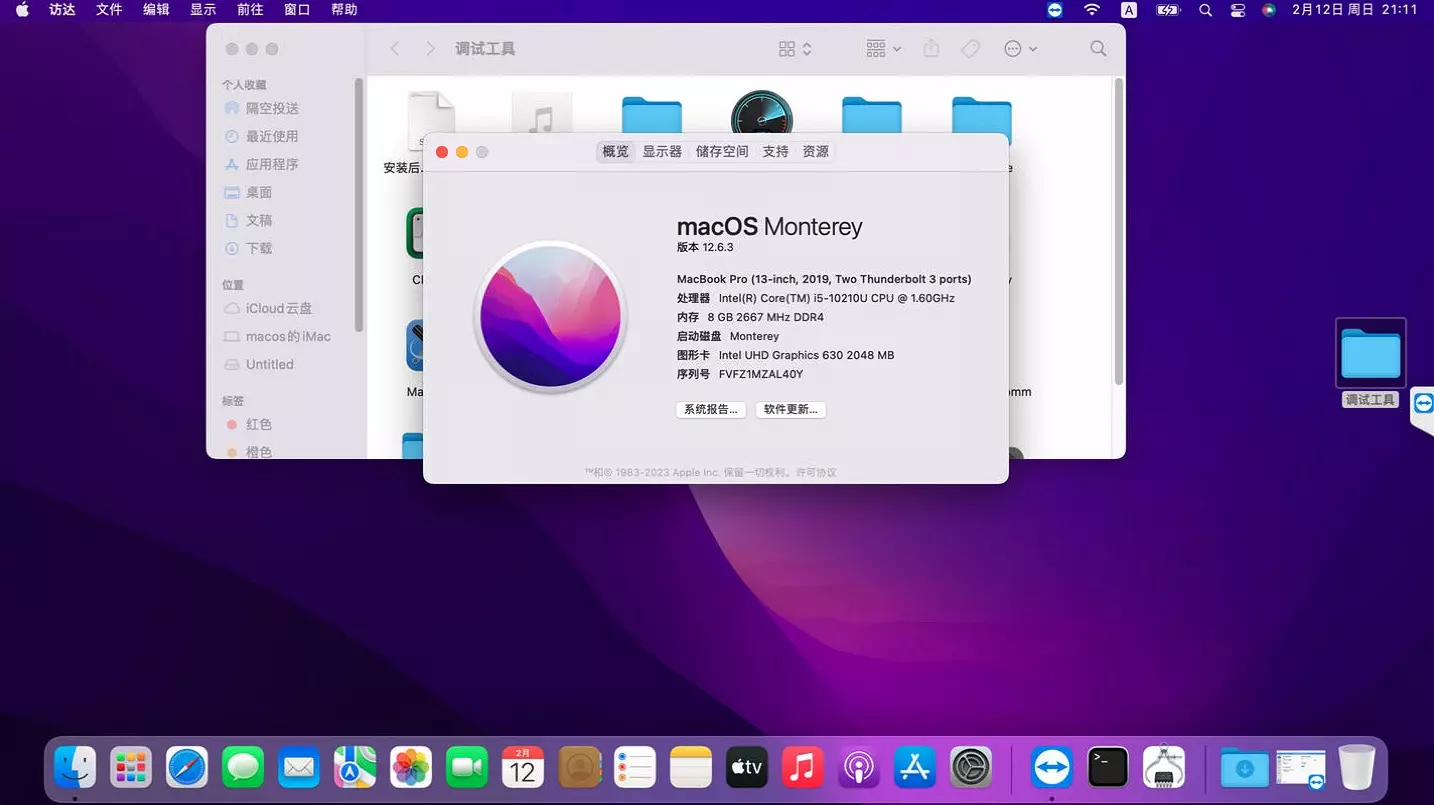 访达 文件 编辑 显示 前往 窗口 帮助 A 2月12日 周日 21:11
调试工具
个人收藏
隔空投送
最近使用
应用程序
桌面
文稿
下载
位置
iCloud云盘
macos的iMac
Untitled
标签
红色
橙色
安装后
概览 显示器 储存空间 支持 资源
macOS Monterey
版本 12.6.3
MacBook Pro (13-inch, 2019, Two Thunderbolt 3 ports)
处理器 Intel(R) Core(TM) i5-10210U CPU @ 1.60GHz
内存 8 GB 2667 MHz DDR4
启动磁盘 Monterey
图形卡 Intel UHD Graphics 630 2048 MB
序列号 FVFZ1MZAL40Y
系统报告... 软件更新...
™和© 1983-2023 Apple Inc. 保留一切权利。许可协议
调试工具
2月
12
tv